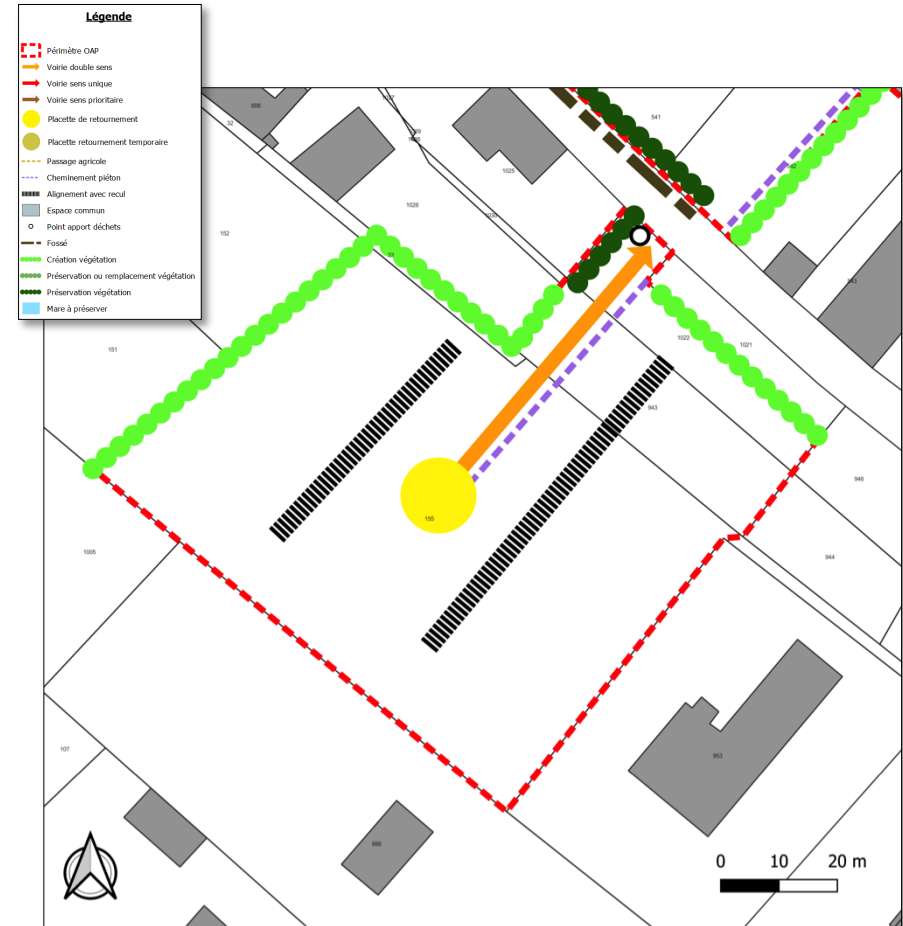 Légende
Périmètre OAP
Voirie double sens
Voirie sens unique
Voirie sens prioritaire
Placette de retournement
Placette retournement temporaire
Passage agricole
Cheminement piéton
Alignement avec recul
Espace commun
Point apport déchets
Fossé
Création végétation
Préservation ou remplacement végétation
Préservation végétation
Mare à préserver
606
32
541
1025
1028
1030
152
151
1022
1021
943
155
946
944
1005
107
953
0 10 20 m